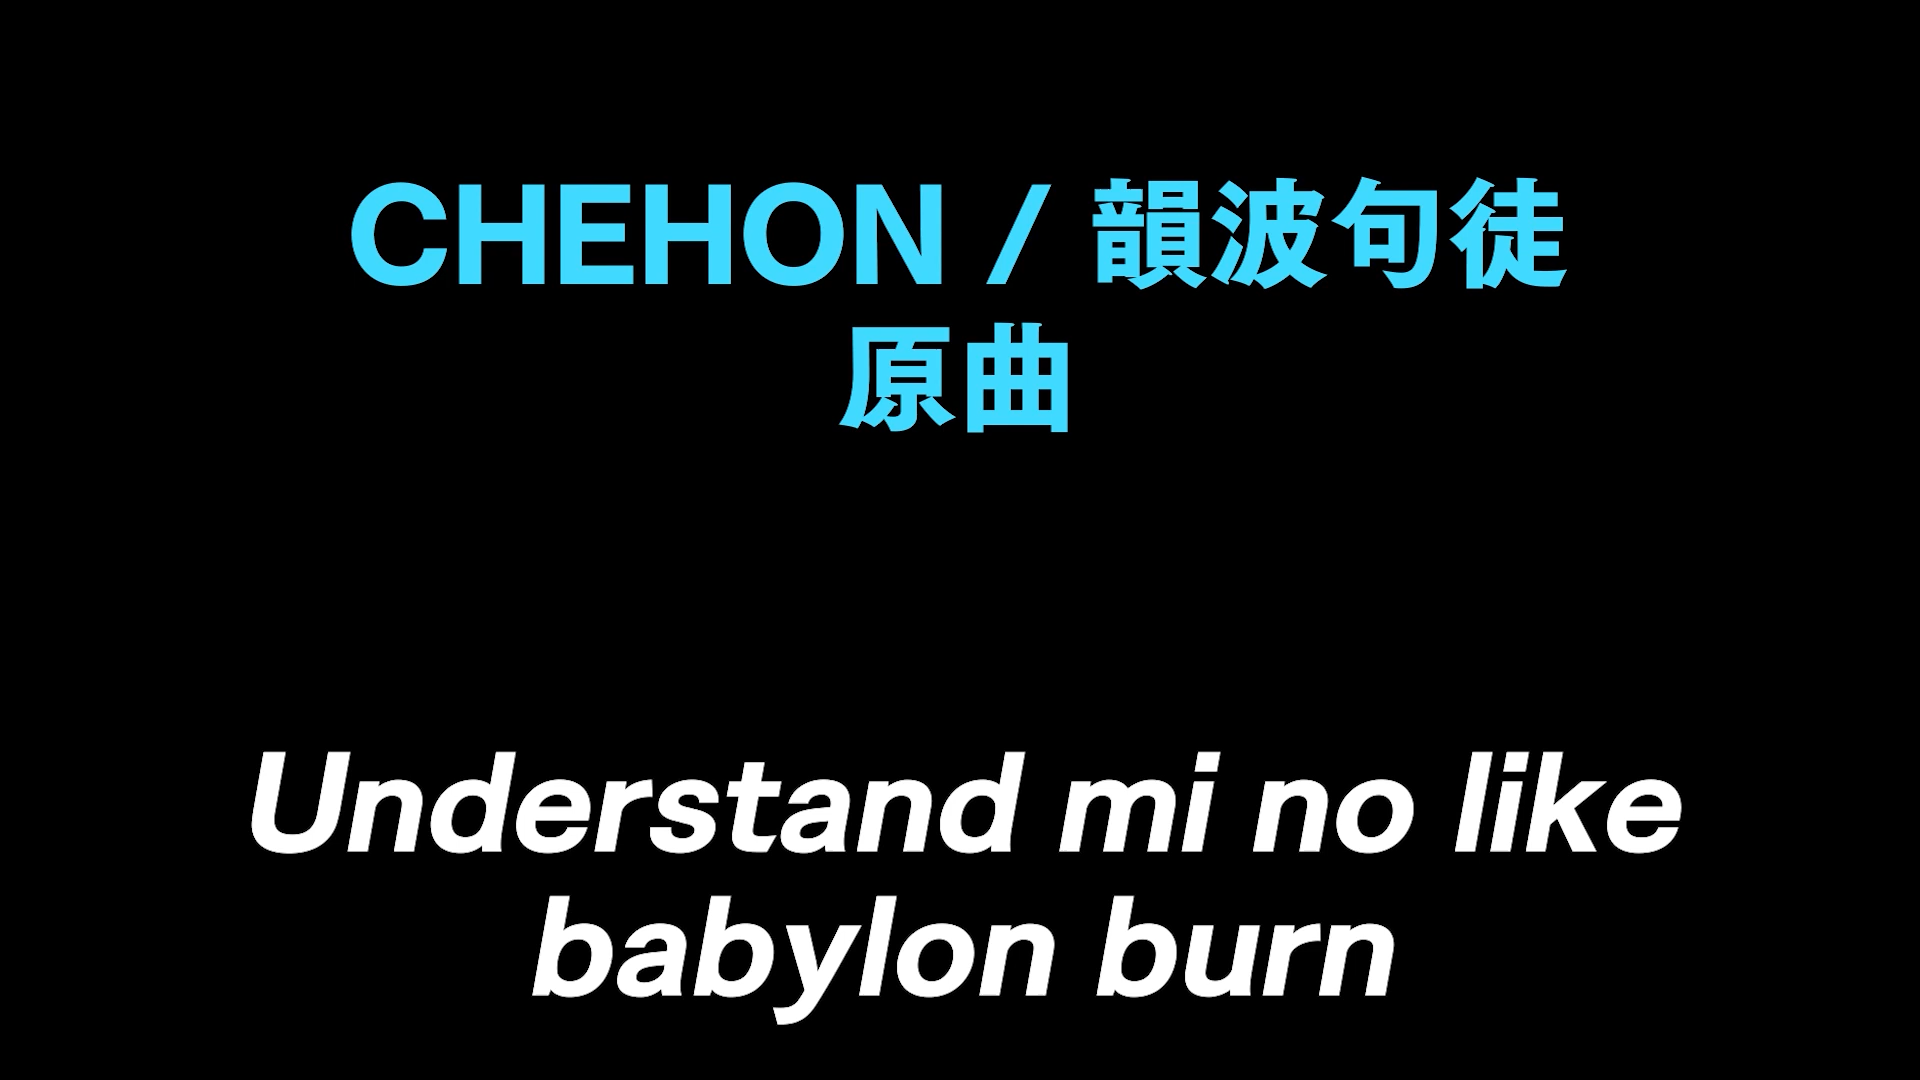 CHEHON / 韻波句徒
原曲
Understand mi no like
babylon burn